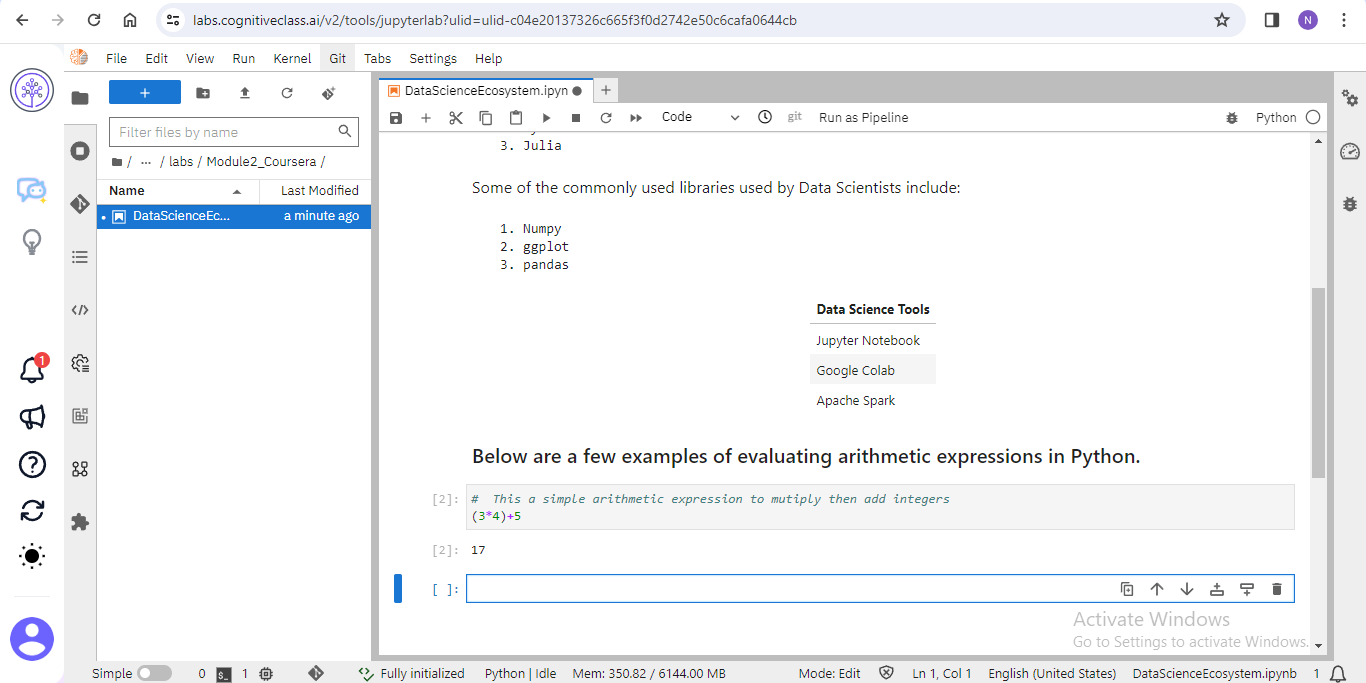 labs.cognitiveclass.ai/v2/tools/jupyterlab?ulid=ulid-c04e20137326c665f3f0d2742e50c6cafa0644cb
N
File Edit View Run Kernel Git Tabs Settings Help
+
DataScienceEcosystem.ipyn
+
Filter files by name
Code
git
Run as Pipeline
Python
/ ... / labs / Module2_Coursera /
Name
Last Modified
DataScienceEc...
a minute ago
3. Julia
Some of the commonly used libraries used by Data Scientists include:
1. Numpy
2. ggplot
3. pandas
Data Science Tools
Jupyter Notebook
Google Colab
Apache Spark
Below are a few examples of evaluating arithmetic expressions in Python.
[2]: #  This a simple arithmetic expression to mutiply then add integers
(3*4)+5
[2]: 17
[ ]:
1
Activate Windows
Go to Settings to activate Windows.
Simple
0
$_
1
Fully initialized
Python | Idle
Mem: 350.82 / 6144.00 MB
Mode: Edit
Ln 1, Col 1
English (United States)
DataScienceEcosystem.ipynb
1